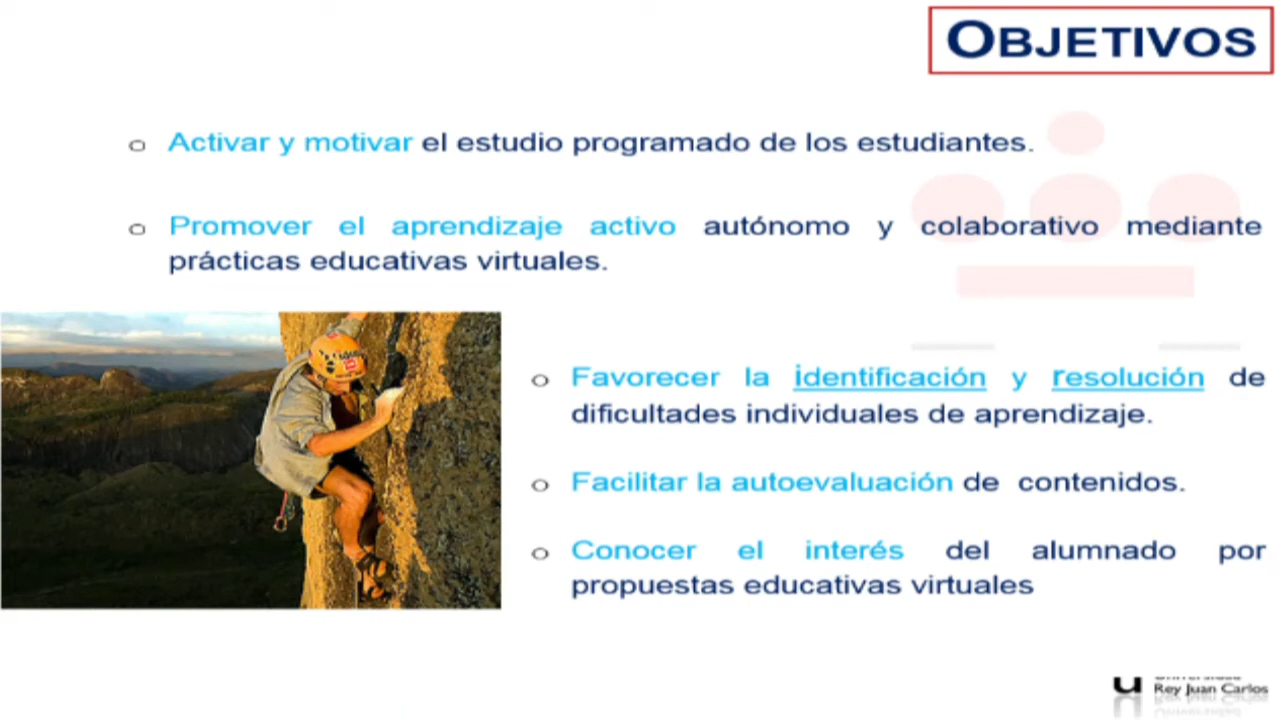 OBJETIVOS
o Activar y motivar el estudio programado de los estudiantes.
o Promover el aprendizaje activo autónomo y colaborativo mediante
prácticas educativas virtuales.
o Favorecer la identificación y resolución de
dificultades individuales de aprendizaje.
o Facilitar la autoevaluación de contenidos.
o Conocer el interés del alumnado por
propuestas educativas virtuales
u
Rey Juan Carlos